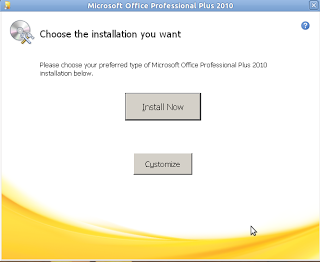 Microsoft Office Professional Plus 2010
Choose the installation you want
?
Please choose your preferred type of Microsoft Office Professional Plus 2010
installation below.
Install Now
Customize